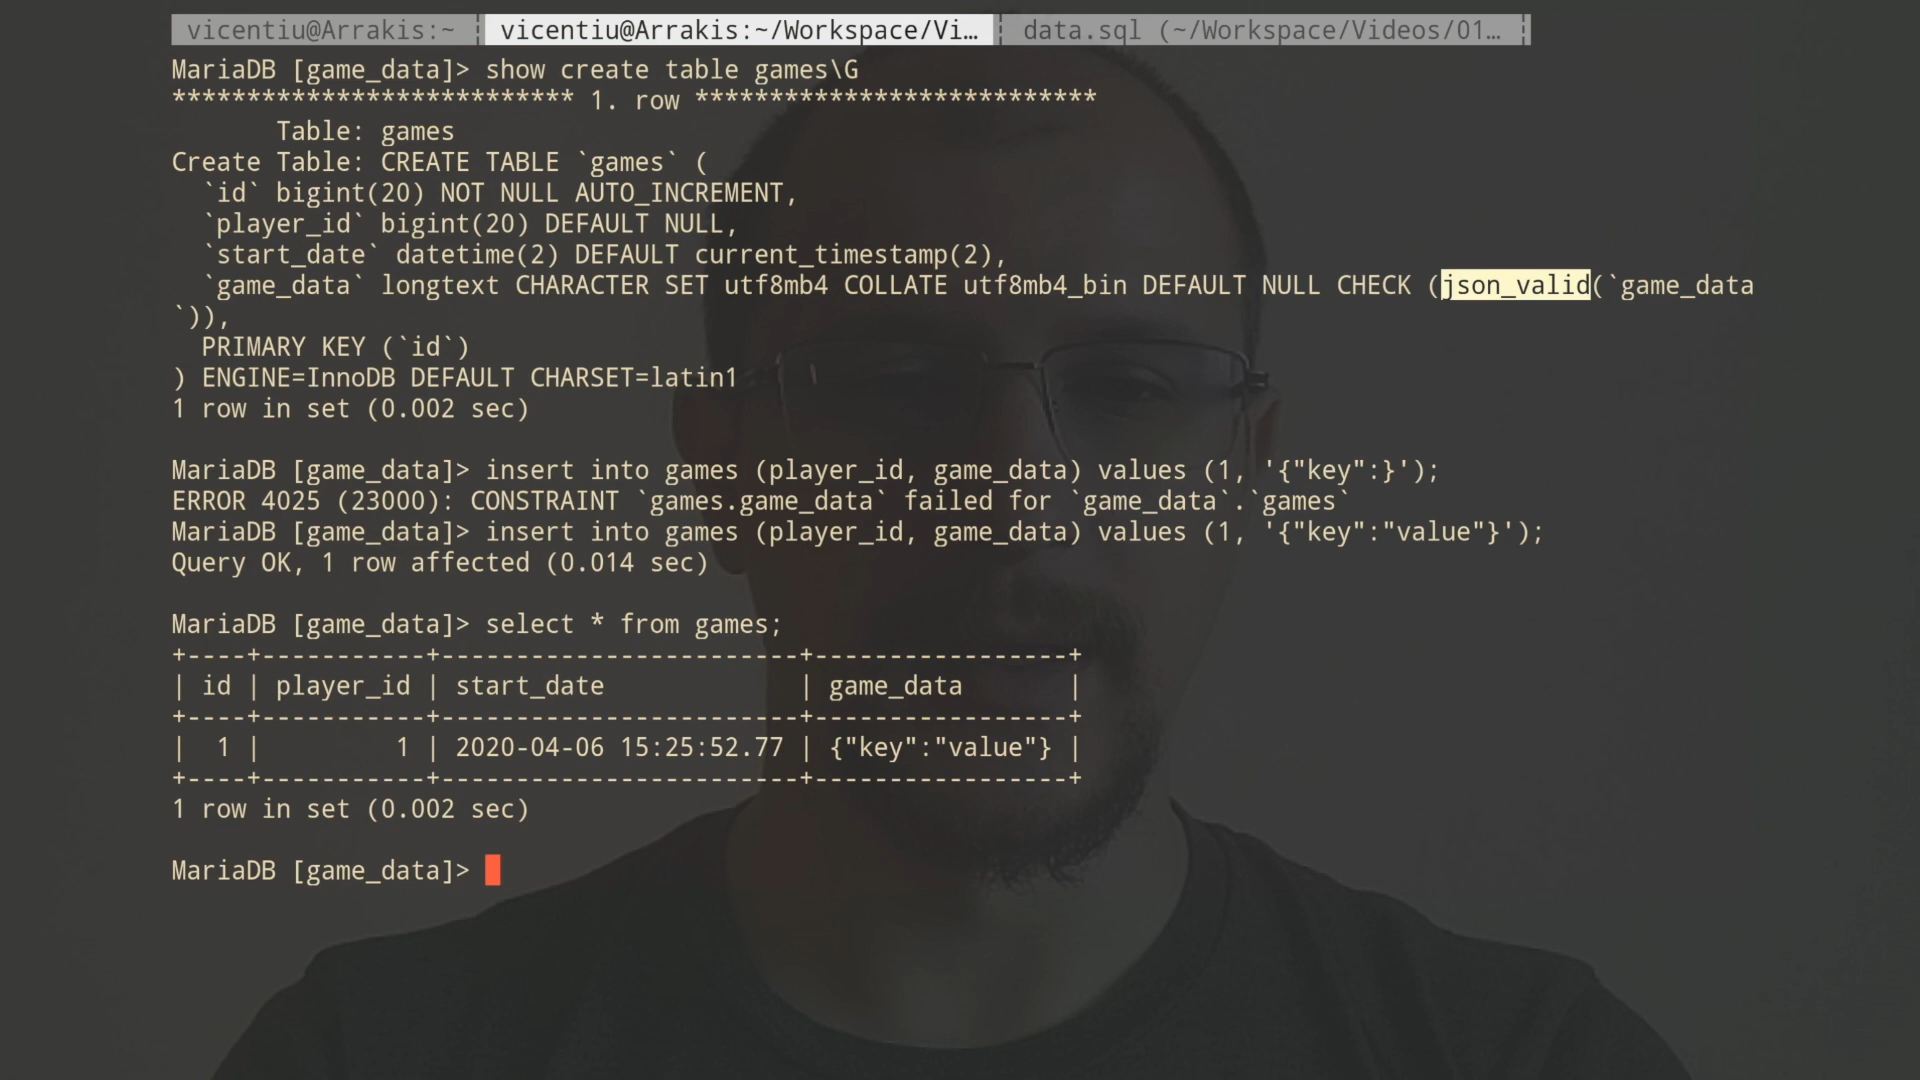 vicentiu@Arrakis:~ vicentiu@Arrakis:~/Workspace/Vi… data.sql (~/Workspace/Videos/01…
MariaDB [game_data]> show create table games\G
*************************** 1. row ***************************
       Table: games
Create Table: CREATE TABLE `games` (
  `id` bigint(20) NOT NULL AUTO_INCREMENT,
  `player_id` bigint(20) DEFAULT NULL,
  `start_date` datetime(2) DEFAULT current_timestamp(2),
  `game_data` longtext CHARACTER SET utf8mb4 COLLATE utf8mb4_bin DEFAULT NULL CHECK (json_valid(`game_data
`)),
  PRIMARY KEY (`id`)
) ENGINE=InnoDB DEFAULT CHARSET=latin1
1 row in set (0.002 sec)

MariaDB [game_data]> insert into games (player_id, game_data) values (1, '{"key":}');
ERROR 4025 (23000): CONSTRAINT `games.game_data` failed for `game_data`.`games`
MariaDB [game_data]> insert into games (player_id, game_data) values (1, '{"key":"value"}');
Query OK, 1 row affected (0.014 sec)

MariaDB [game_data]> select * from games;
+----+-----------+------------------------+-----------------+
| id | player_id | start_date             | game_data       |
+----+-----------+------------------------+-----------------+
|  1 |         1 | 2020-04-06 15:25:52.77 | {"key":"value"} |
+----+-----------+------------------------+-----------------+
1 row in set (0.002 sec)

MariaDB [game_data]>